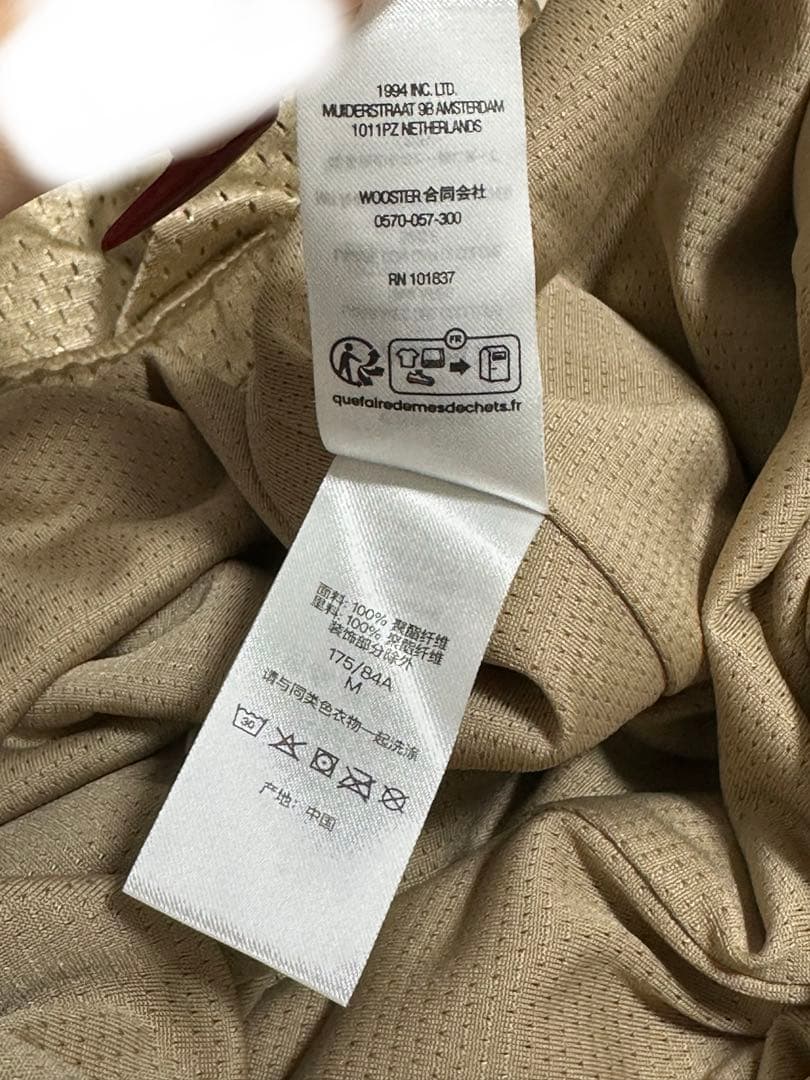 1994 INC. LTD.
MUIDERSTRAAT 9B AMSTERDAM
1011PZ NETHERLANDS
WOOSTER 合同会社
0570-057-300
RN 101837
FR
quefairedemesdechets.fr
面料: 100% 聚酯纤维
里料: 100% 聚酯纤维
装饰部分除外
175/84A
M
请与同类色衣物一起洗涤
30
产地: 中国